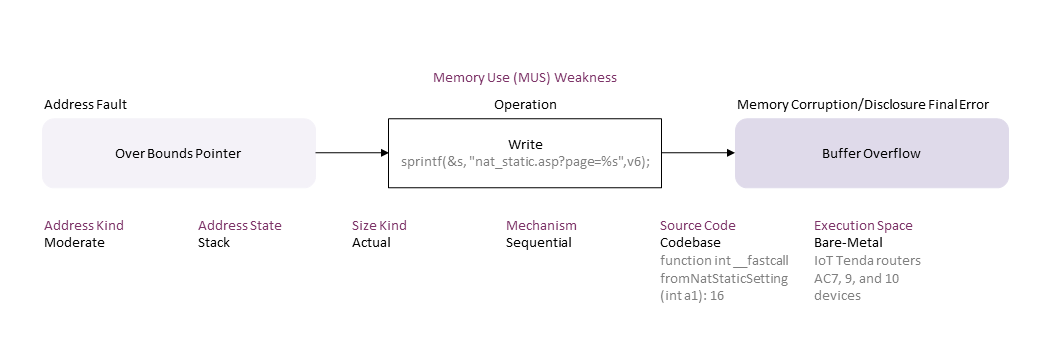 Memory Use (MUS) Weakness
Address Fault
Operation
Memory Corruption/Disclosure Final Error
Over Bounds Pointer
Write
sprintf(&s, "nat_static.asp?page=%s",v6);
Buffer Overflow
Address Kind
Moderate
Address State
Stack
Size Kind
Actual
Mechanism
Sequential
Source Code
Codebase
function int __fastcall
fromNatStaticSetting
(int a1): 16
Execution Space
Bare-Metal
IoT Tenda routers
AC7, 9, and 10
devices